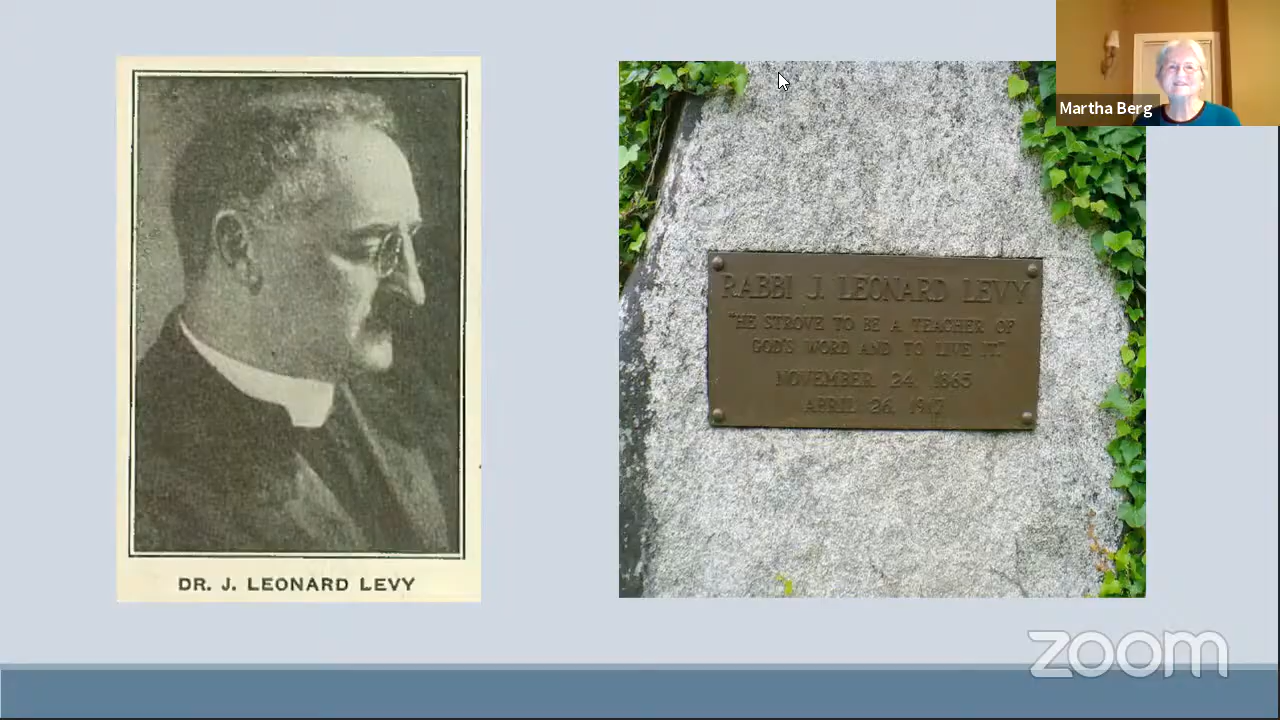 Martha Berg
RABBI J. LEONARD LEVY
"HE STROVE TO BE A TEACHER OF
GOD'S WORD AND TO LIVE IT."
NOVEMBER 24, 1865
APRIL 26, 1917
DR. J. LEONARD LEVY
zoom